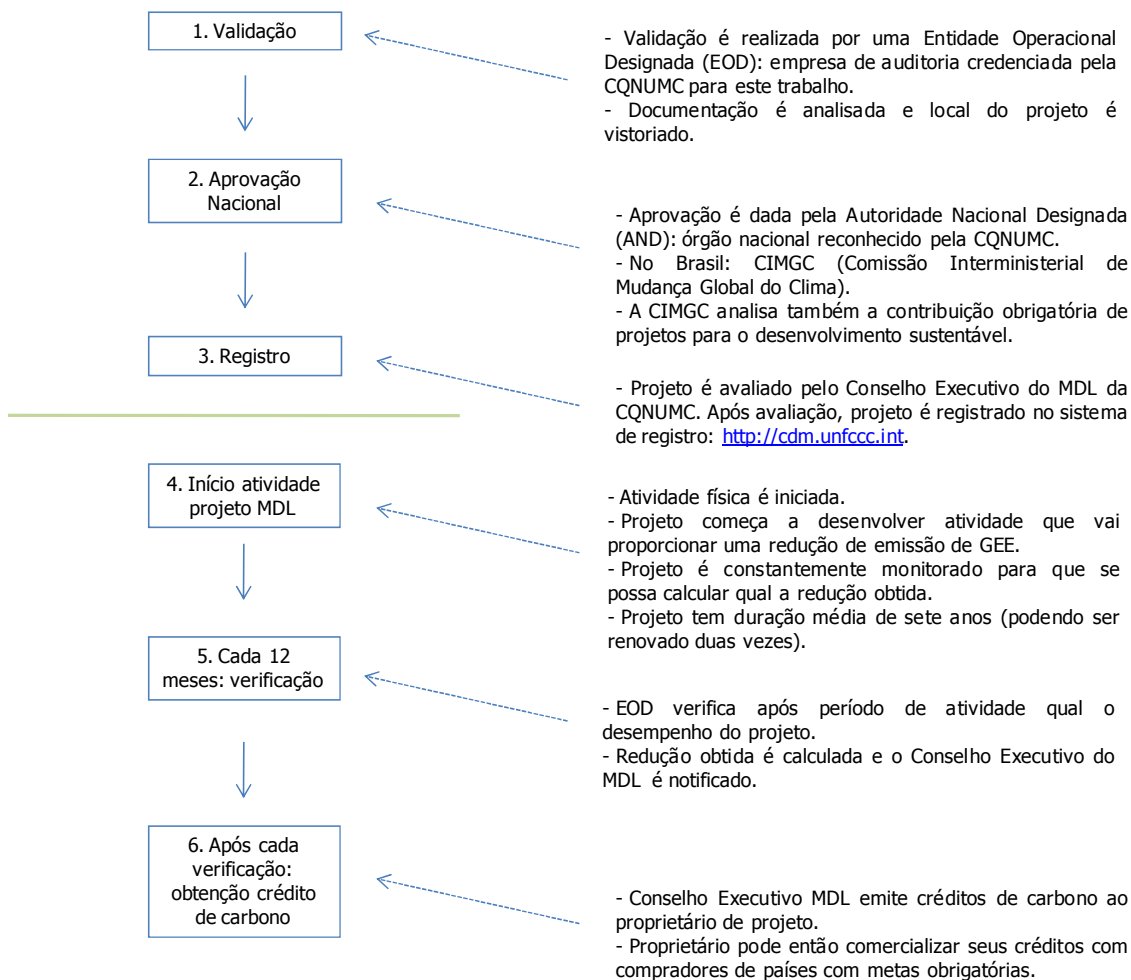 1. Validação
- Validação é realizada por uma Entidade Operacional
Designada (EOD): empresa de auditoria credenciada pela
CQNUMC para este trabalho.
- Documentação é analisada e local do projeto é
vistoriado.
2. Aprovação
Nacional
- Aprovação é dada pela Autoridade Nacional Designada
(AND): órgão nacional reconhecido pela CQNUMC.
- No Brasil: CIMGC (Comissão Interministerial de
Mudança Global do Clima).
- A CIMGC analisa também a contribuição obrigatória de
projetos para o desenvolvimento sustentável.
3. Registro
- Projeto é avaliado pelo Conselho Executivo do MDL da
CQNUMC. Após avaliação, projeto é registrado no sistema
de registro: http://cdm.unfccc.int.
4. Início atividade
projeto MDL
- Atividade física é iniciada.
- Projeto começa a desenvolver atividade que vai
proporcionar uma redução de emissão de GEE.
- Projeto é constantemente monitorado para que se
possa calcular qual a redução obtida.
- Projeto tem duração média de sete anos (podendo ser
renovado duas vezes).
5. Cada 12
meses: verificação
- EOD verifica após período de atividade qual o
desempenho do projeto.
- Redução obtida é calculada e o Conselho Executivo do
MDL é notificado.
6. Após cada
verificação:
obtenção crédito
de carbono
- Conselho Executivo MDL emite créditos de carbono ao
proprietário de projeto.
- Proprietário pode então comercializar seus créditos com
compradores de países com metas obrigatórias.